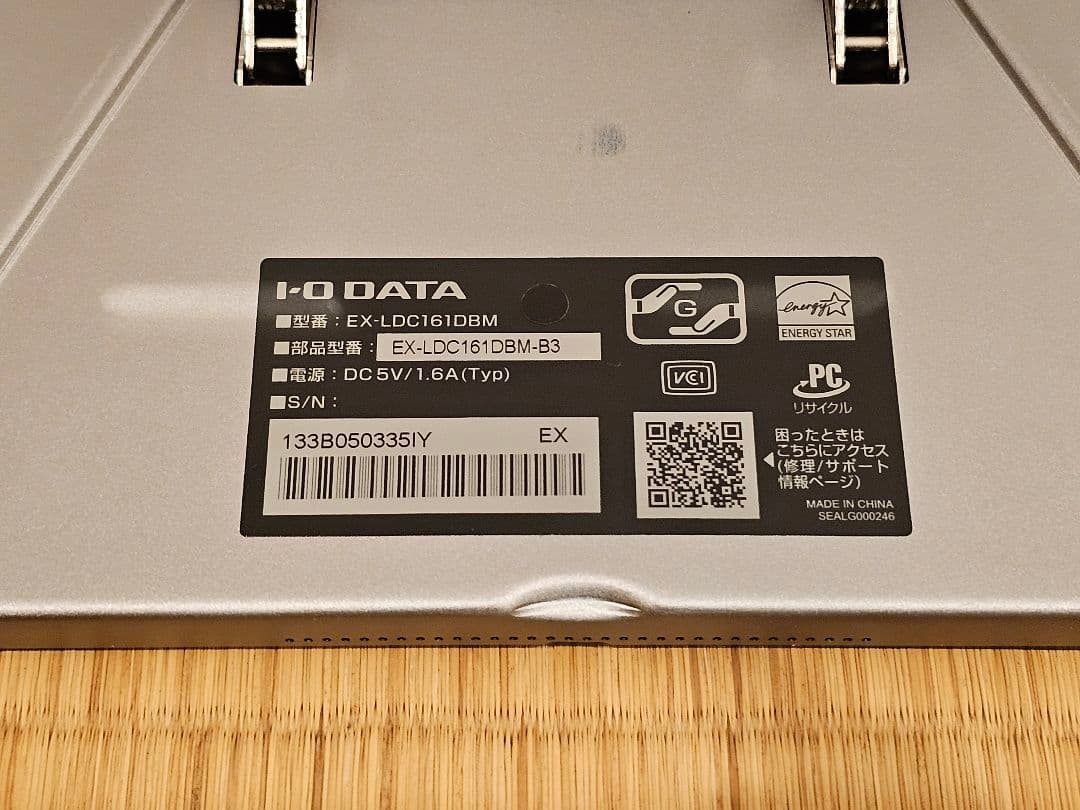 I-O DATA
■型番：EX-LDC161DBM
■部品型番：EX-LDC161DBM-B3
■電源：DC5V/1.6A(Typ)
■S/N：
133B050335IY EX
G
energy
ENERGY STAR
VCCI
PC
リサイクル
困ったときは
こちらにアクセス
(修理/サポート
情報ページ)
MADE IN CHINA
SEALG000246